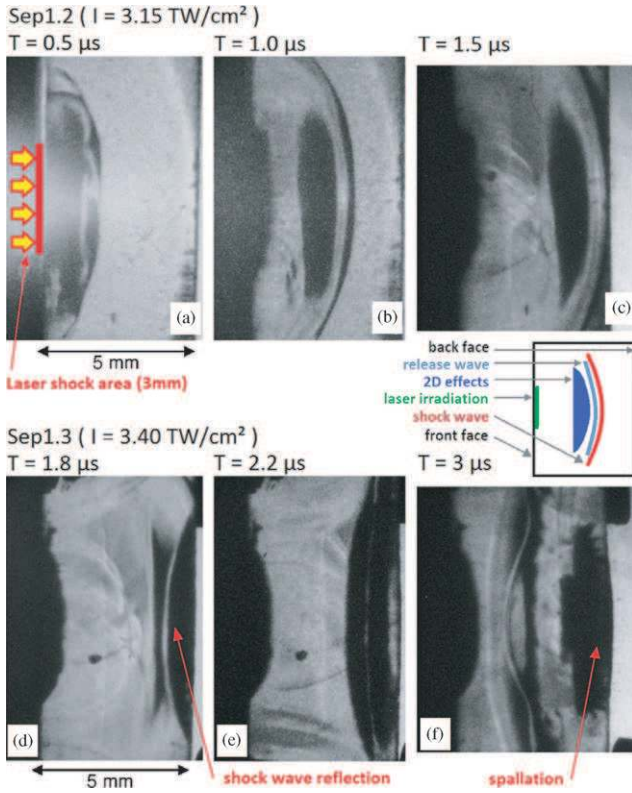 Sep1.2 ( I = 3.15 TW/cm² )
T = 0.5 µs
T = 1.0 µs
T = 1.5 µs
(a)
(b)
(c)
5 mm
Laser shock area (3mm)
back face
release wave
2D effects
laser irradiation
shock wave
front face
Sep1.3 ( I = 3.40 TW/cm² )
T = 1.8 µs
T = 2.2 µs
T = 3 µs
(d)
(e)
(f)
5 mm
shock wave reflection
spallation